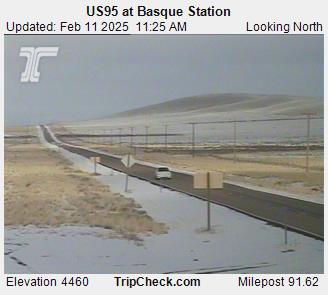 US95 at Basque Station
Updated: Feb 11 2025 11:25 AM Looking North
Elevation 4460 TripCheck.com Milepost 91.62